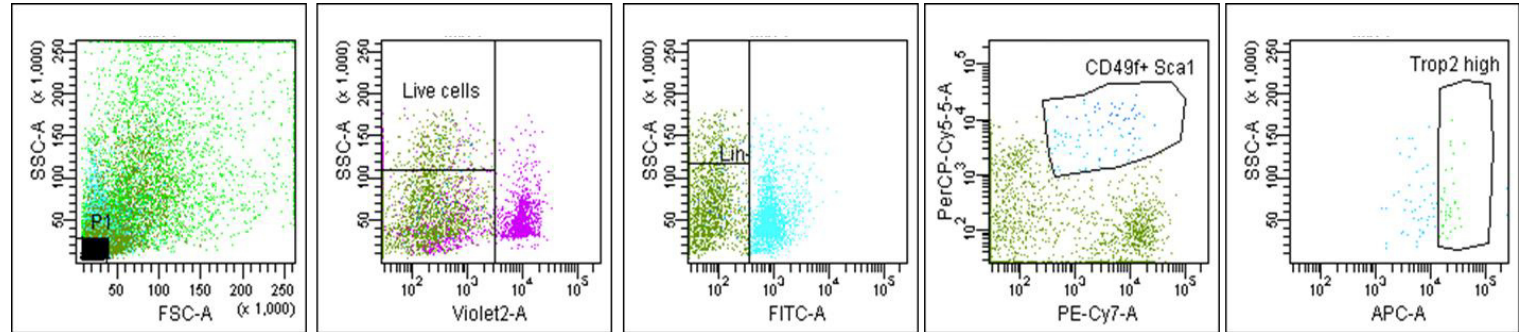 250
200
150
100
50
SSC-A
(x 1,000)
P1
50 100 150 200 250
FSC-A (x 1,000)
250
200
150
100
50
SSC-A
(x 1,000)
Live cells
10² 10³ 10⁴ 10⁵
Violet2-A
250
200
150
100
50
SSC-A
(x 1,000)
Lin-
10² 10³ 10⁴ 10⁵
FITC-A
10⁵
10⁴
10³
10²
PerCP-Cy5-5-A
CD49f+ Sca1
10² 10³ 10⁴ 10⁵
PE-Cy7-A
250
200
150
100
50
SSC-A
(x 1,000)
Trop2 high
10² 10³ 10⁴ 10⁵
APC-A